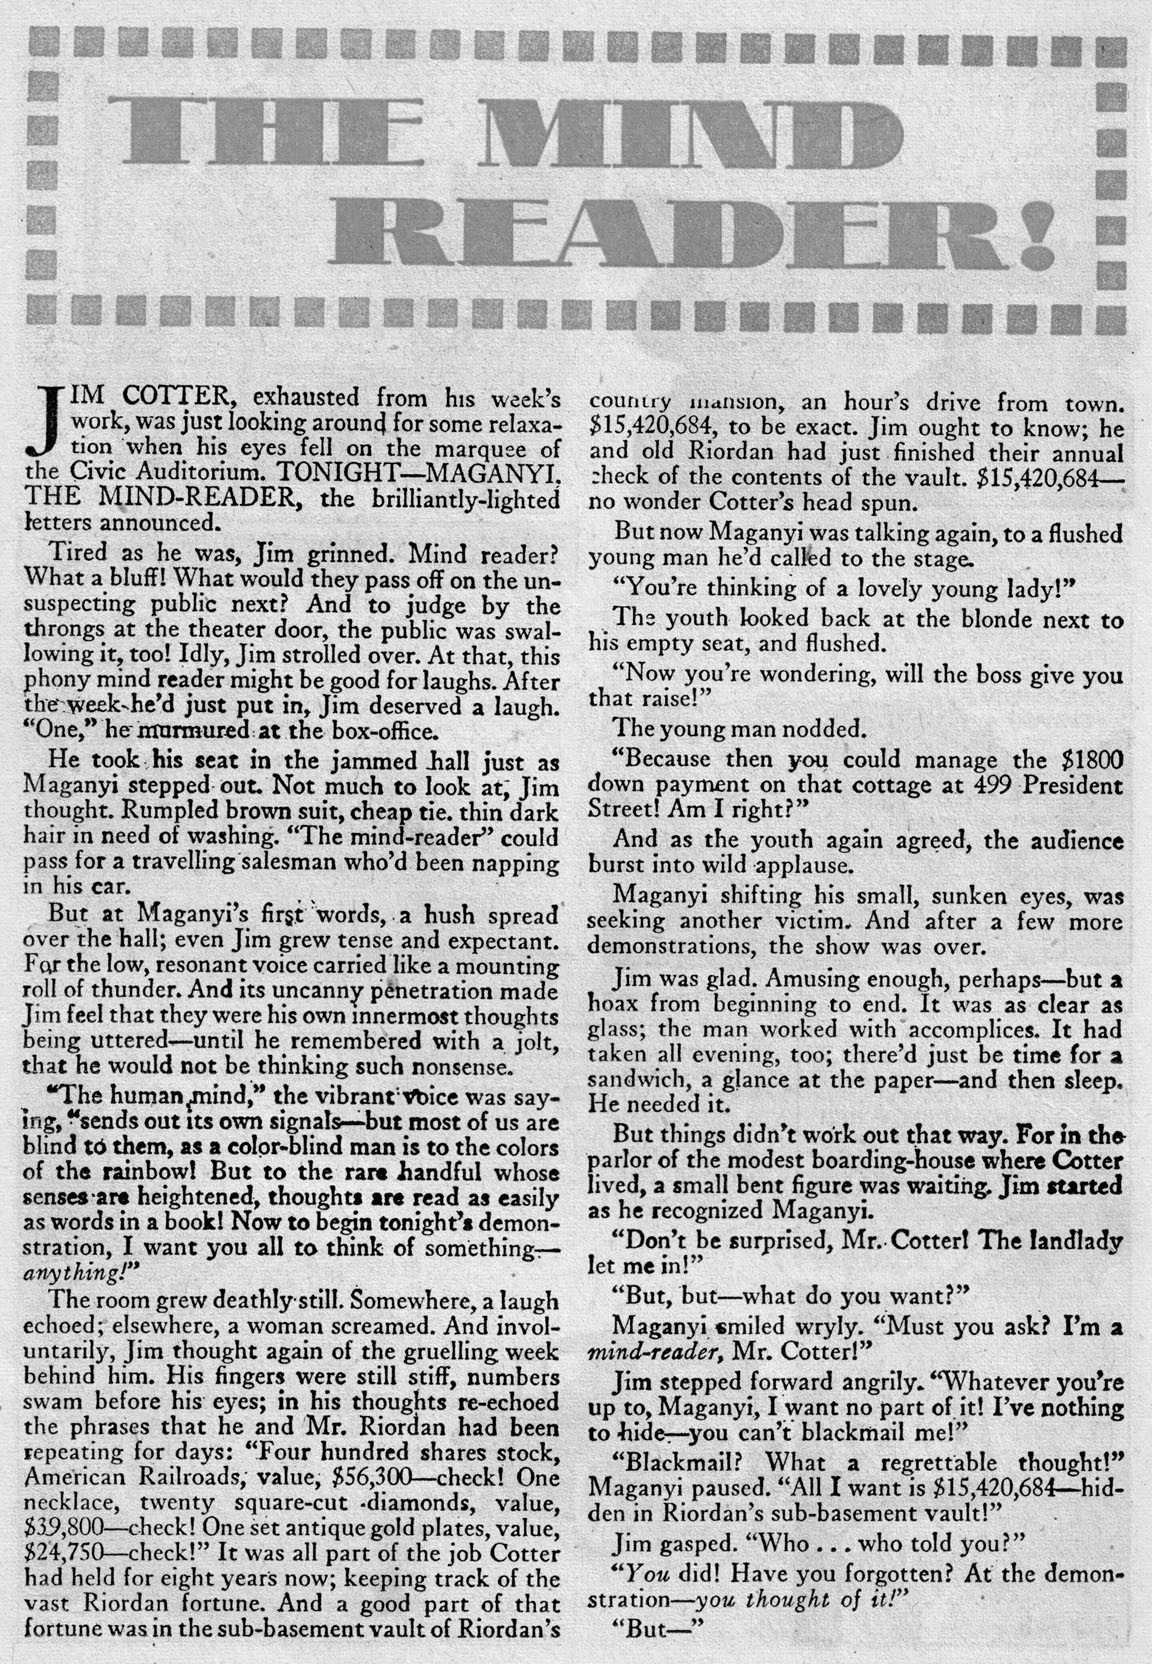 THE MIND
READER!
JIM COTTER, exhausted from his week's
work, was just looking around for some relaxa-
tion when his eyes fell on the marquee of
the Civic Auditorium. TONIGHT—MAGANYI,
THE MIND-READER, the brilliantly-lighted
letters announced.
Tired as he was, Jim grinned. Mind reader?
What a bluff! What would they pass off on the un-
suspecting public next? And to judge by the
throngs at the theater door, the public was swal-
lowing it, too! Idly, Jim strolled over. At that, this
phony mind reader might be good for laughs. After
the week he'd just put in, Jim deserved a laugh.
"One," he murmured at the box-office.
He took his seat in the jammed hall just as
Maganyi stepped out. Not much to look at, Jim
thought. Rumpled brown suit, cheap tie. thin dark
hair in need of washing. "The mind-reader" could
pass for a travelling salesman who'd been napping
in his car.
But at Maganyi's first words, a hush spread
over the hall; even Jim grew tense and expectant.
For the low, resonant voice carried like a mounting
roll of thunder. And its uncanny penetration made
Jim feel that they were his own innermost thoughts
being uttered—until he remembered with a jolt,
that he would not be thinking such nonsense.
"The human mind," the vibrant voice was say-
ing, "sends out its own signals—but most of us are
blind to them, as a color-blind man is to the colors
of the rainbow! But to the rare handful whose
senses are heightened, thoughts are read as easily
as words in a book! Now to begin tonight's demon-
stration, I want you all to think of something—
anything!"
The room grew deathly still. Somewhere, a laugh
echoed; elsewhere, a woman screamed. And invol-
untarily, Jim thought again of the gruelling week
behind him. His fingers were still stiff, numbers
swam before his eyes; in his thoughts re-echoed
the phrases that he and Mr. Riordan had been
repeating for days: "Four hundred shares stock,
American Railroads, value, $56,300—check! One
necklace, twenty square-cut diamonds, value,
$39,800—check! One set antique gold plates, value,
$24,750—check!" It was all part of the job Cotter
had held for eight years now; keeping track of the
vast Riordan fortune. And a good part of that
fortune was in the sub-basement vault of Riordan's
country mansion, an hour's drive from town.
$15,420,684, to be exact. Jim ought to know; he
and old Riordan had just finished their annual
check of the contents of the vault. $15,420,684—
no wonder Cotter's head spun.
But now Maganyi was talking again, to a flushed
young man he'd called to the stage.
"You're thinking of a lovely young lady!"
The youth looked back at the blonde next to
his empty seat, and flushed.
"Now you're wondering, will the boss give you
that raise!"
The young man nodded.
"Because then you could manage the $1800
down payment on that cottage at 499 President
Street! Am I right?"
And as the youth again agreed, the audience
burst into wild applause.
Maganyi shifting his small, sunken eyes, was
seeking another victim. And after a few more
demonstrations, the show was over.
Jim was glad. Amusing enough, perhaps—but a
hoax from beginning to end. It was as clear as
glass; the man worked with accomplices. It had
taken all evening, too; there'd just be time for a
sandwich, a glance at the paper—and then sleep.
He needed it.
But things didn't work out that way. For in the
parlor of the modest boarding-house where Cotter
lived, a small bent figure was waiting. Jim started
as he recognized Maganyi.
"Don't be surprised, Mr. Cotter! The landlady
let me in!"
"But, but—what do you want?"
Maganyi smiled wryly. "Must you ask? I'm a
mind-reader, Mr. Cotter!"
Jim stepped forward angrily. "Whatever you're
up to, Maganyi, I want no part of it! I've nothing
to hide—you can't blackmail me!"
"Blackmail? What a regrettable thought!"
Maganyi paused. "All I want is $15,420,684—hid-
den in Riordan's sub-basement vault!"
Jim gasped. "Who . . . who told you?"
"You did! Have you forgotten? At the demon-
stration—you thought of it!"
"But—"